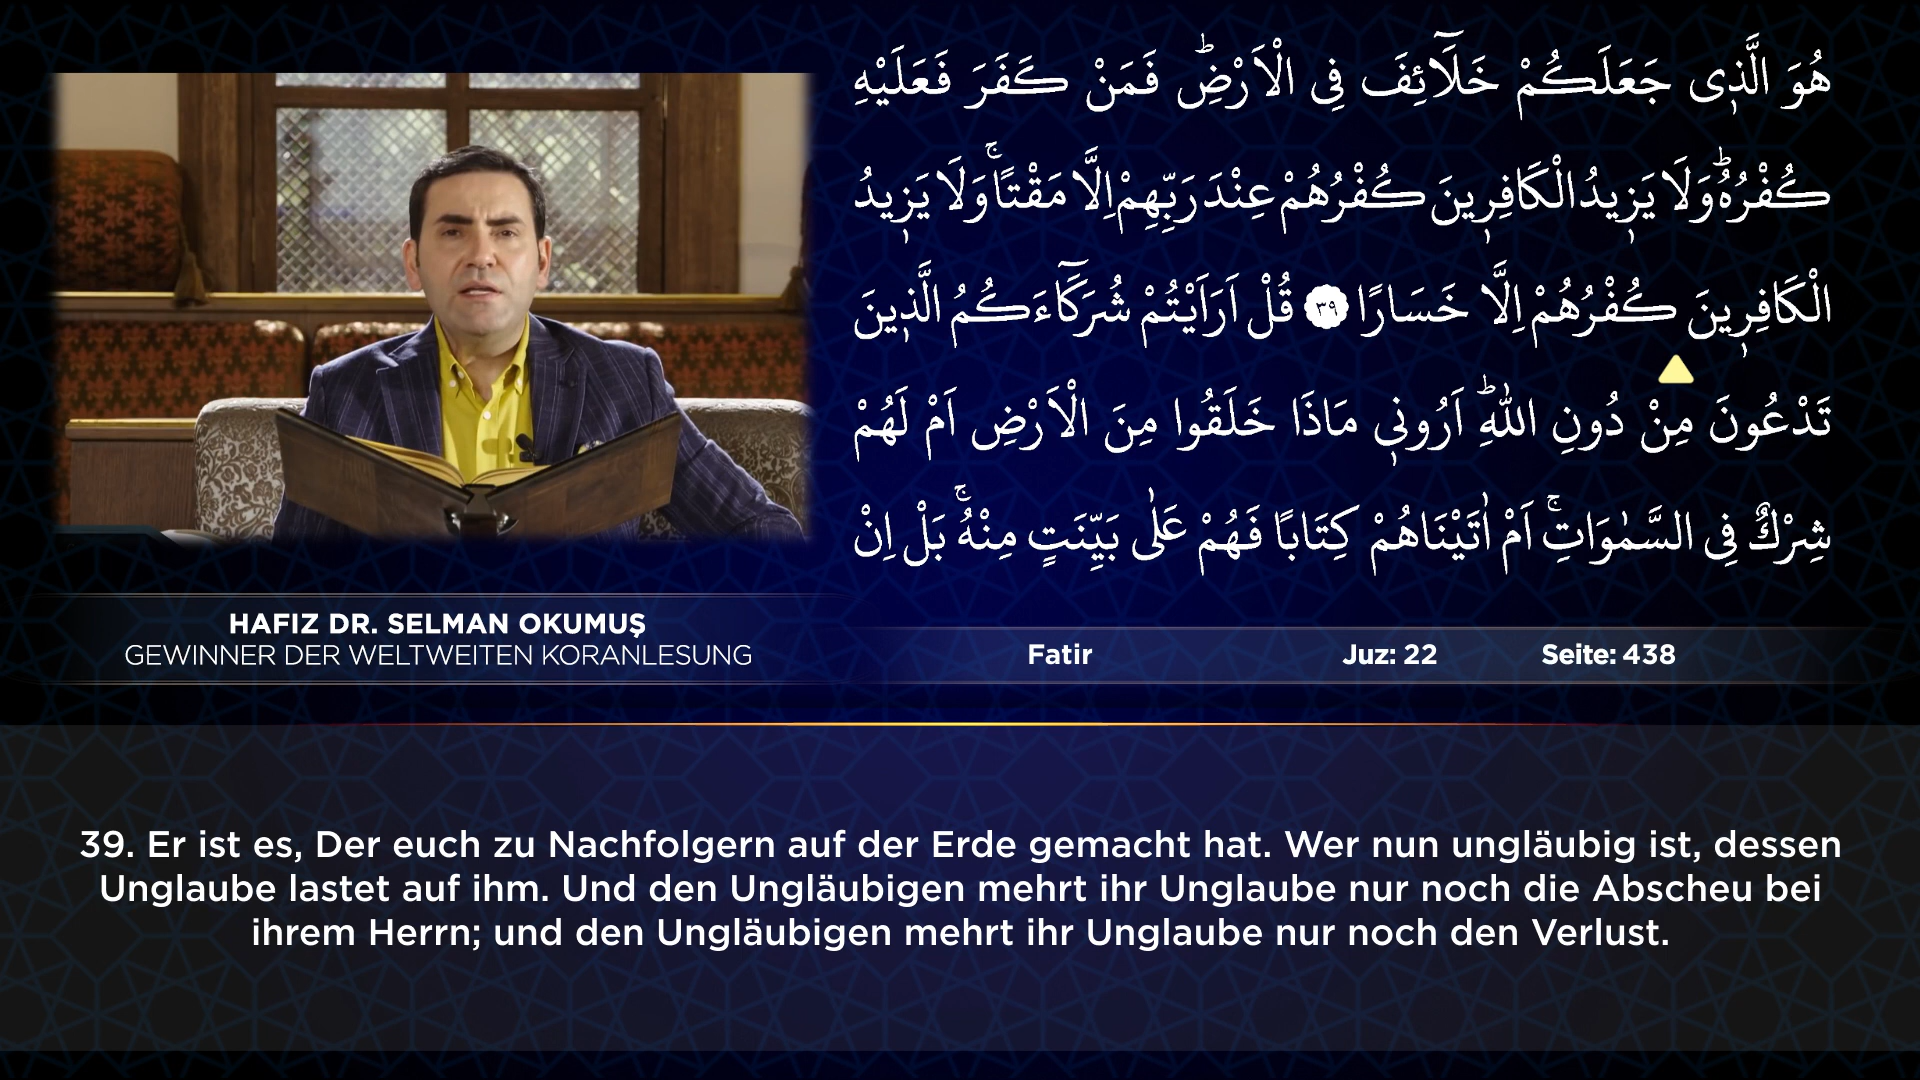 هُوَ الَّذٖى جَعَلَكُمْ خَلَٓائِفَ فِى الْاَرْضِؕ فَمَنْ كَفَرَ فَعَلَيْهِ
كُفْرُهُؕ وَلَا يَزٖيدُ الْكَافِرٖينَ كُفْرُهُمْ عِنْدَ رَبِّهِمْ اِلَّا مَقْتًاۚ وَلَا يَزٖيدُ
الْكَافِرٖينَ كُفْرُهُمْ اِلَّا خَسَارًا ٣٩ قُلْ اَرَاَيْتُمْ شُرَكَٓاءَكُمُ الَّذٖينَ
تَدْعُونَ مِنْ دُونِ اللّٰهِؕ اَرُونٖى مَاذَا خَلَقُوا مِنَ الْاَرْضِ اَمْ لَهُمْ
شِرْكٌ فِى السَّمٰوَاتِۚ اَمْ اٰتَيْنَاهُمْ كِتَابًا فَهُمْ عَلٰى بَيِّنَتٍ مِنْهُۚ بَلْ اِنْ
HAFIZ DR. SELMAN OKUMUŞ
GEWINNER DER WELTWEITEN KORANLESUNG
Fatir Juz: 22 Seite: 438
39. Er ist es, Der euch zu Nachfolgern auf der Erde gemacht hat. Wer nun ungläubig ist, dessen
Unglaube lastet auf ihm. Und den Ungläubigen mehrt ihr Unglaube nur noch die Abscheu bei
ihrem Herrn; und den Ungläubigen mehrt ihr Unglaube nur noch den Verlust.